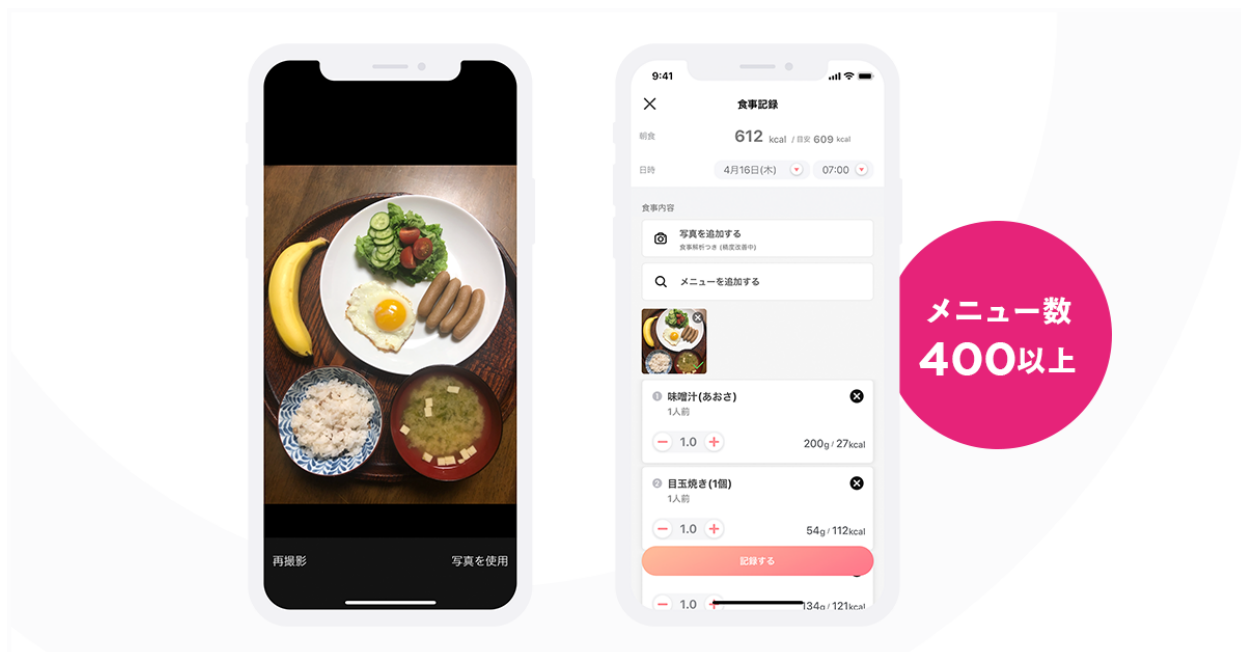 再撮影
写真を使用
9:41
食事記録
朝食
612 kcal / 目安 609 kcal
日時
4月16日(木)
07:00
食事内容
写真を追加する
食事解析つき (精度改善中)
メニューを追加する
1 味噌汁(あおさ)
1人前
1.0
200g / 27kcal
2 目玉焼き(1個)
1人前
1.0
54g / 112kcal
記録する
1.0
134g / 121kcal
メニュー数
400以上